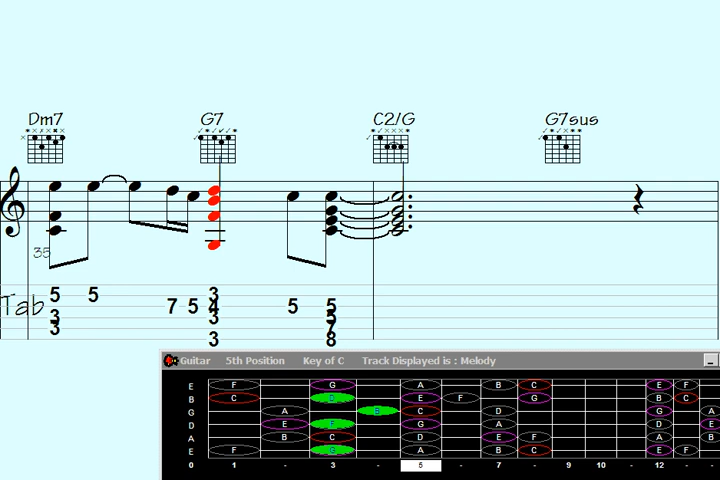 Dm7 G7 C2/G G7sus
35
Tab
5 5 3 5 5
7 5 4
3 3 5
3 7
3 8
Guitar 5th Position Key of C Track Displayed is : Melody
E F G A B C E F
B C D E F G B C
G A B C D G A
D E F G A D E
A B C D E F A B
E F G A B C E F
0 1 - 3 - 5 - 7 - 9 10 - 12 - -